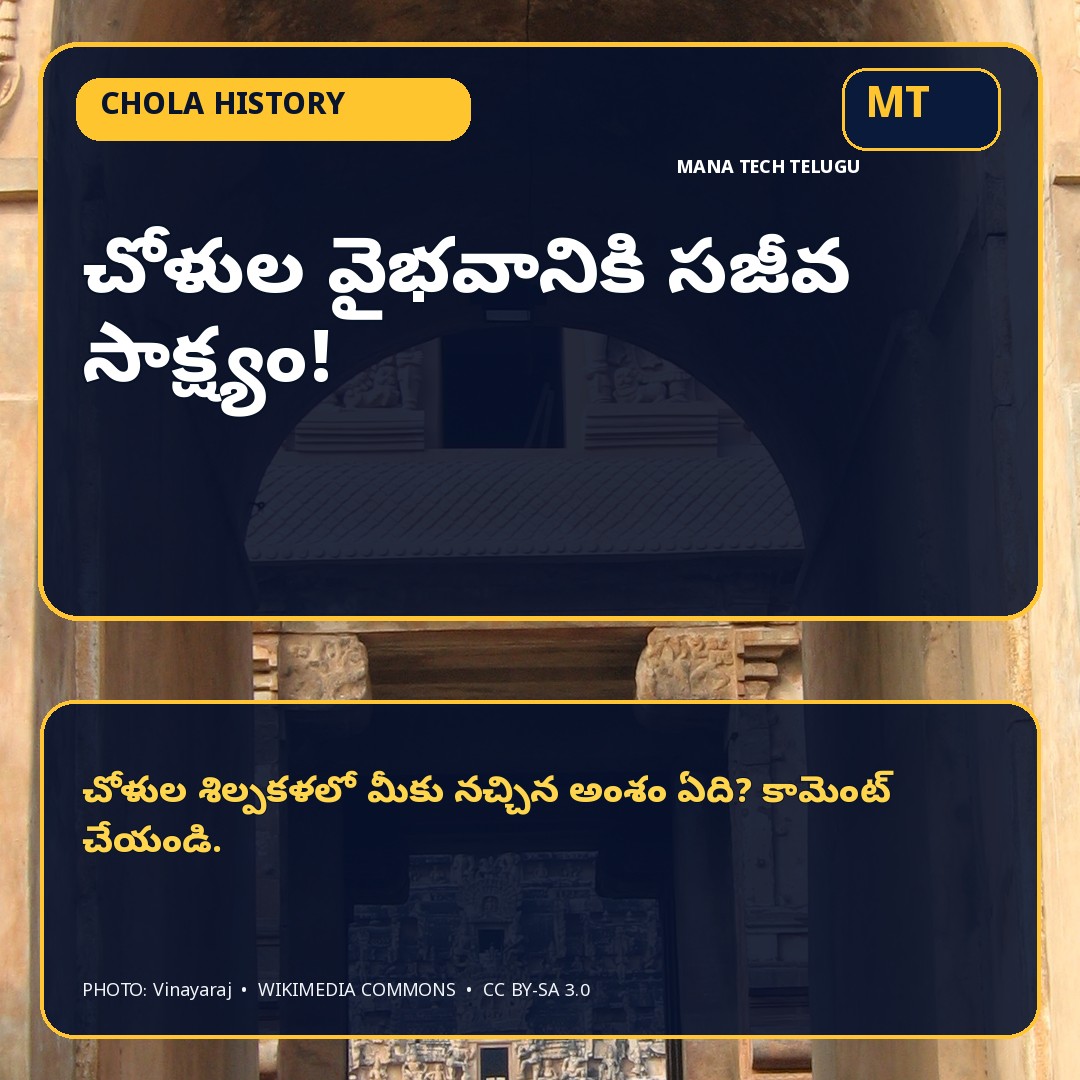 CHOLA HISTORY
MT
MANA TECH TELUGU
చోళుల వైభవానికి సజీవ
సాక్ష్యం!
చోళుల శిల్పకళలో మీకు నచ్చిన అంశం ఏది? కామెంట్
చేయండి.
PHOTO: Vinayaraj • WIKIMEDIA COMMONS • CC BY-SA 3.0